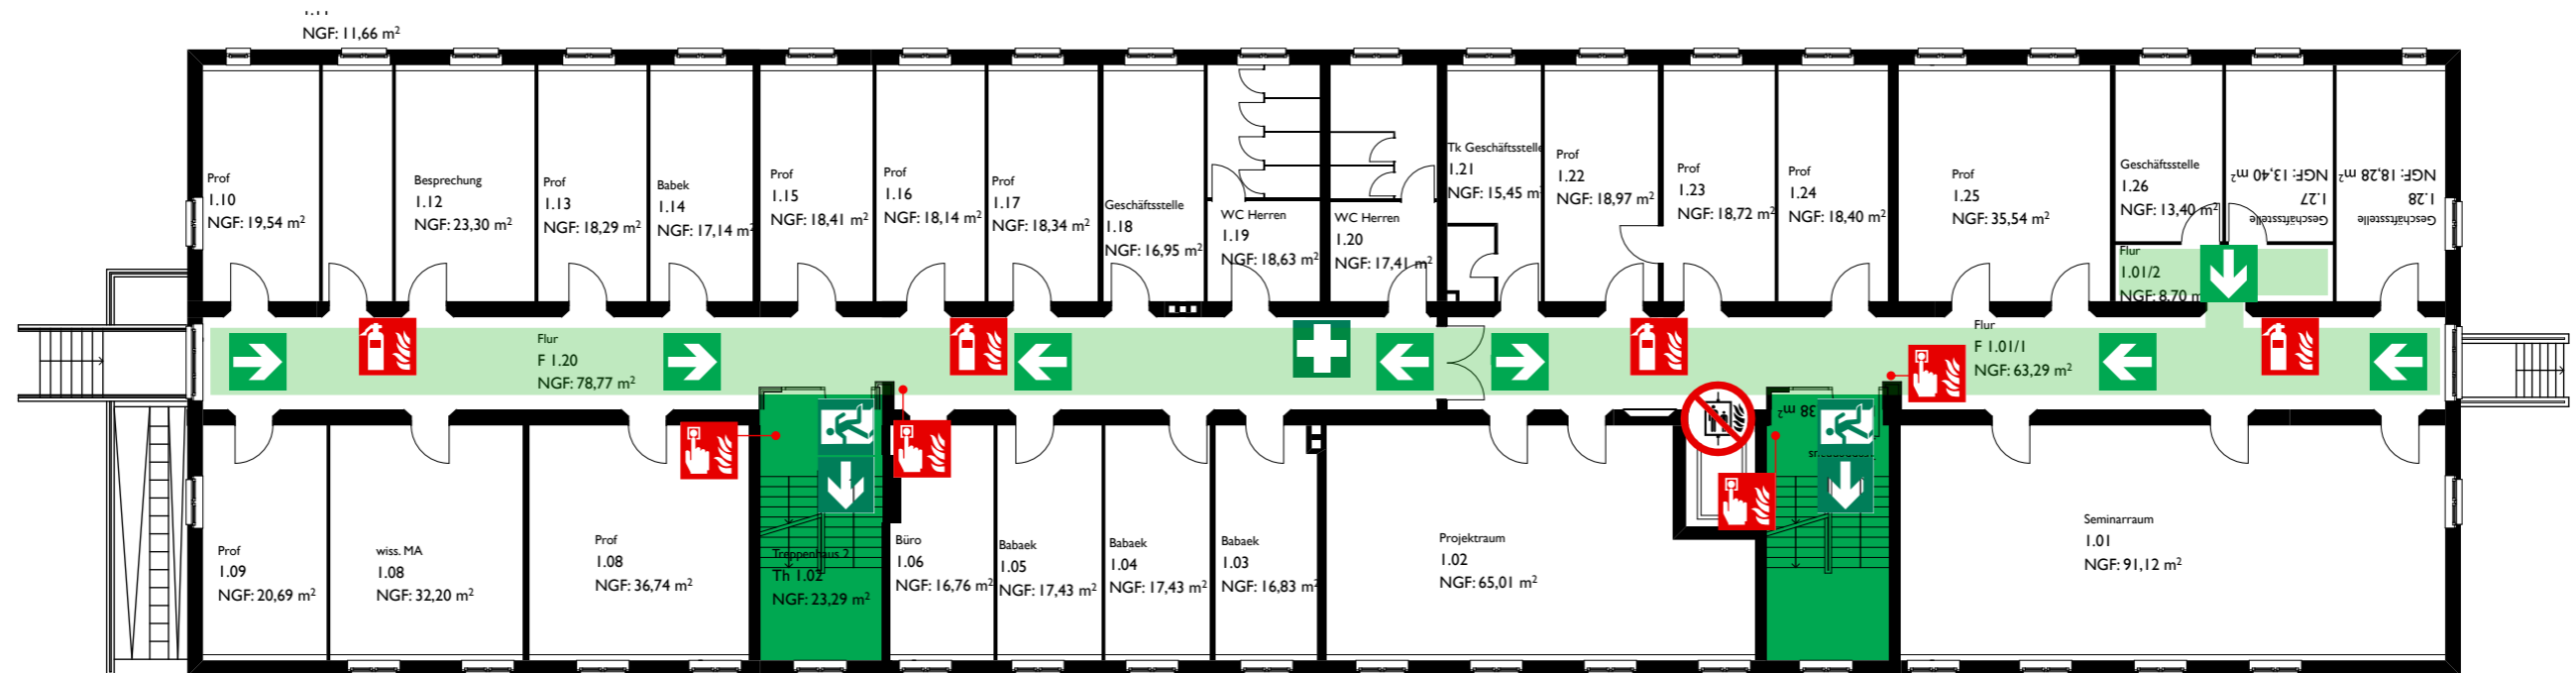 1.11
NGF: 11,66 m²
Prof
1.10
NGF: 19,54 m²
Besprechung
1.12
NGF: 23,30 m²
Prof
1.13
NGF: 18,29 m²
Babek
1.14
NGF: 17,14 m²
Prof
1.15
NGF: 18,41 m²
Prof
1.16
NGF: 18,14 m²
Prof
1.17
NGF: 18,34 m²
Geschäftsstelle
1.18
NGF: 16,95 m²
WC Herren
1.19
NGF: 18,63 m²
WC Herren
1.20
NGF: 17,41 m²
Tk Geschäftsstelle
1.21
NGF: 15,45 m²
Prof
1.22
NGF: 18,97 m²
Prof
1.23
NGF: 18,72 m²
Prof
1.24
NGF: 18,40 m²
Prof
1.25
NGF: 35,54 m²
Geschäftsstelle
1.26
NGF: 13,40 m²
Geschäftsstelle
1.27
NGF: 13,40 m²
Geschäftsstelle
1.28
NGF: 18,28 m²
Flur
1.01/2
NGF: 8,70 m
Flur
F 1.20
NGF: 78,77 m²
Flur
F 1.01/1
NGF: 63,29 m²
Prof
1.09
NGF: 20,69 m²
wiss. MA
1.08
NGF: 32,20 m²
Prof
1.08
NGF: 36,74 m²
Treppenhaus 2
Th 1.02
NGF: 23,29 m²
Büro
1.06
NGF: 16,76 m²
Babaek
1.05
NGF: 17,43 m²
Babaek
1.04
NGF: 17,43 m²
Babaek
1.03
NGF: 16,83 m²
Projektraum
1.02
NGF: 65,01 m²
38 m²
Seminarraum
1.01
NGF: 91,12 m²